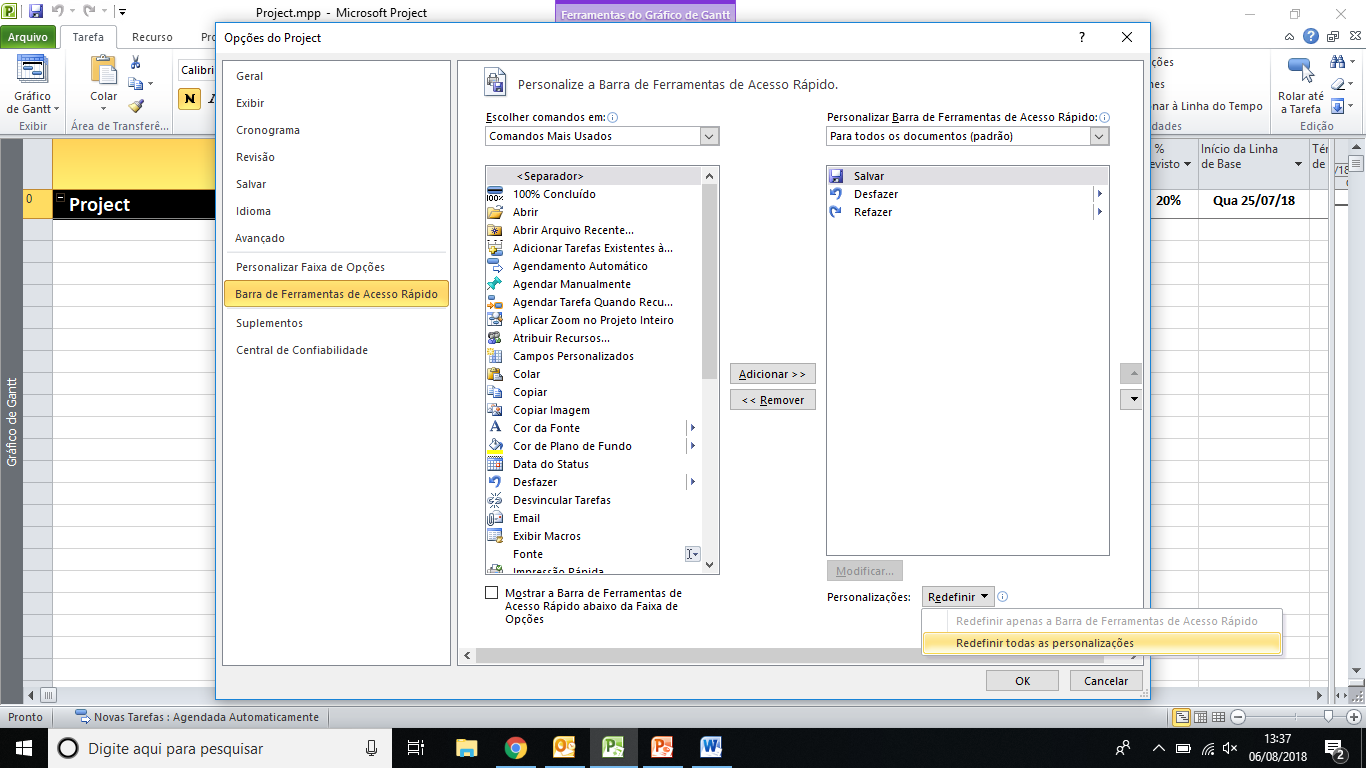 Project.mpp - Microsoft Project
Ferramentas do Gráfico de Gantt
Arquivo
Tarefa
Recurso
Opções do Project
Gráfico
de Gantt
Exibir
Colar
Área de Transferê...
Calibri
N
Rolar até
a Tarefa
Edição
onar à Linha do Tempo
%
Início da Linha
de Base
0
Project
20%
Qua 25/07/18
Gráfico de Gantt
Geral
Exibir
Cronograma
Revisão
Salvar
Idioma
Avançado
Personalizar Faixa de Opções
Barra de Ferramentas de Acesso Rápido
Suplementos
Central de Confiabilidade
Personalize a Barra de Ferramentas de Acesso Rápido.
Escolher comandos em:
Comandos Mais Usados
<Separador>
100% Concluído
Abrir
Abrir Arquivo Recente...
Adicionar Tarefas Existentes à...
Agendamento Automático
Agendar Manualmente
Agendar Tarefa Quando Recu...
Aplicar Zoom no Projeto Inteiro
Atribuir Recursos...
Campos Personalizados
Colar
Copiar
Copiar Imagem
Cor da Fonte
Cor de Plano de Fundo
Data do Status
Desfazer
Desvincular Tarefas
Email
Exibir Macros
Fonte
Impressão Rápida
Mostrar a Barra de Ferramentas de
Acesso Rápido abaixo da Faixa de
Opções
Adicionar >>
<< Remover
Personalizar Barra de Ferramentas de Acesso Rápido:
Para todos os documentos (padrão)
Salvar
Desfazer
Refazer
Modificar...
Personalizações: Redefinir
Redefinir apenas a Barra de Ferramentas de Acesso Rápido
Redefinir todas as personalizações
OK
Cancelar
Pronto
Novas Tarefas : Agendada Automaticamente
Digite aqui para pesquisar
13:37
06/08/2018
2